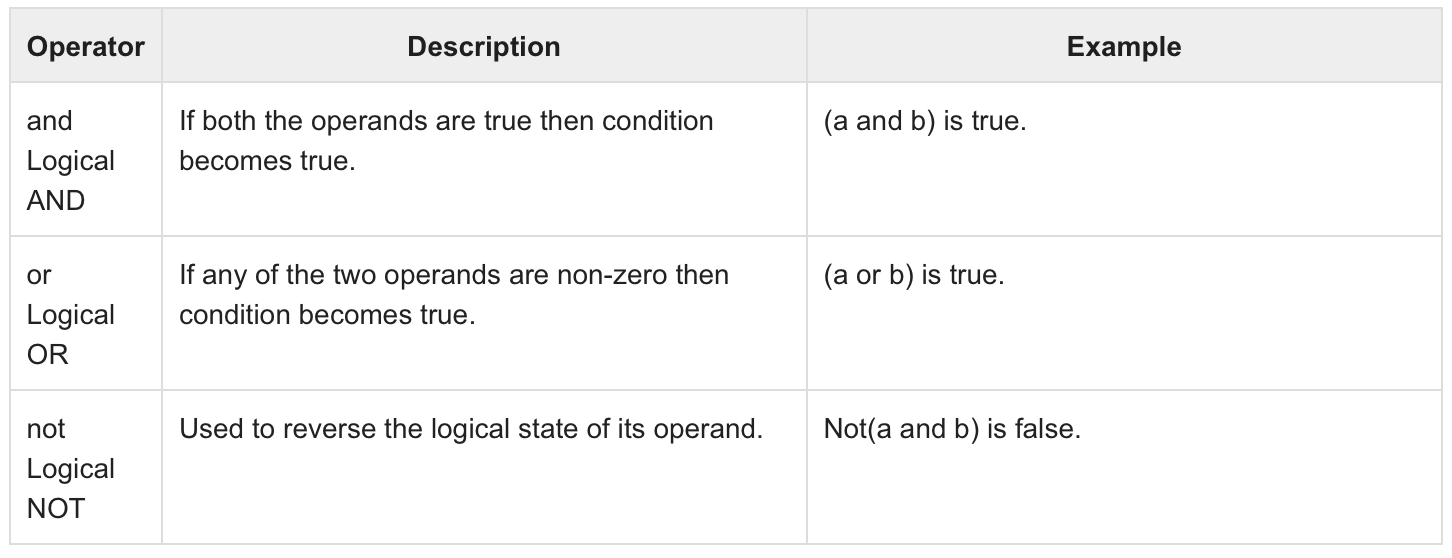 Operator Description Example
and
Logical
AND
If both the operands are true then condition
becomes true.
(a and b) is true.
or
Logical
OR
If any of the two operands are non-zero then
condition becomes true.
(a or b) is true.
not
Logical
NOT
Used to reverse the logical state of its operand.
Not(a and b) is false.